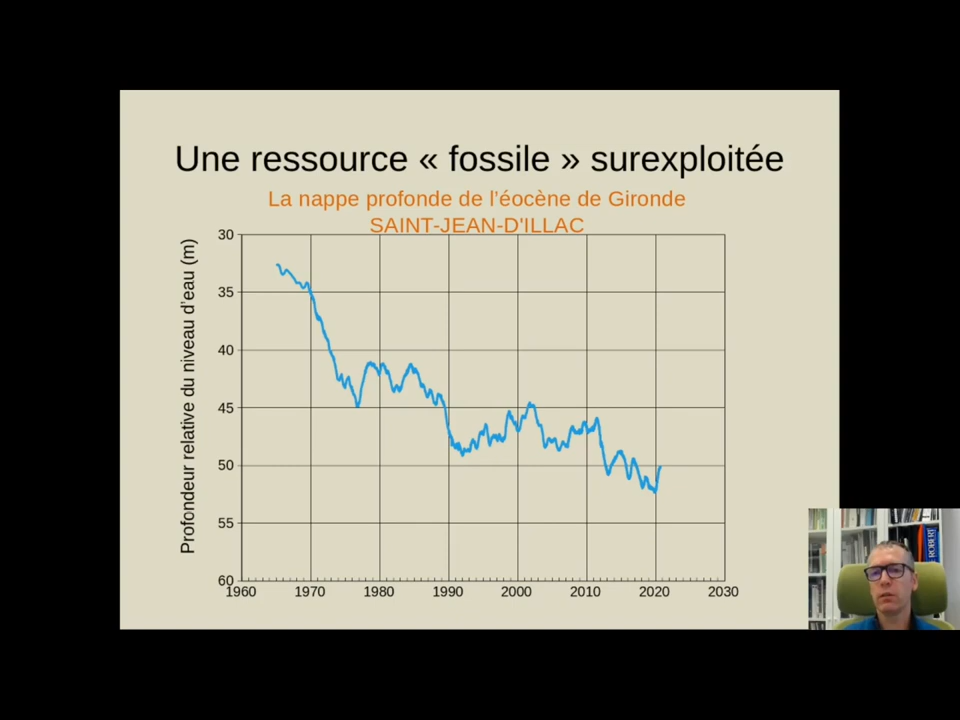 Une ressource « fossile » surexploitée
La nappe profonde de l'éocène de Gironde
SAINT-JEAN-D'ILLAC
Profondeur relative du niveau d'eau (m)
30
35
40
45
50
55
60
1960 1970 1980 1990 2000 2010 2020 2030
ROBERT